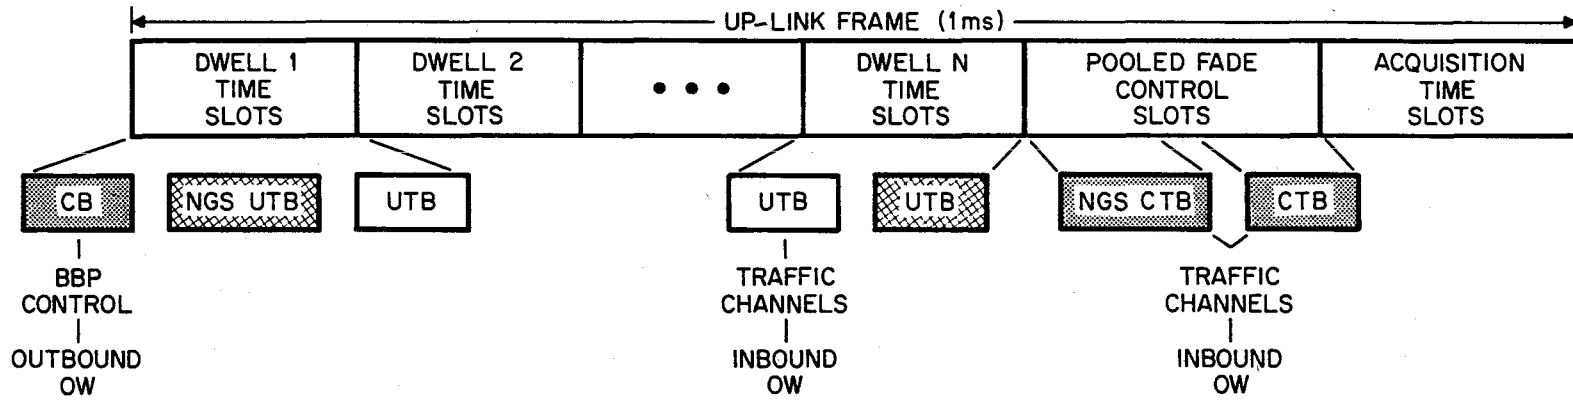 UP-LINK FRAME (1ms)
DWELL 1
TIME
SLOTS
DWELL 2
TIME
SLOTS
• • •
DWELL N
TIME
SLOTS
POOLED FADE
CONTROL
SLOTS
ACQUISITION
TIME
SLOTS
CB
NGS UTB
UTB
UTB
UTB
NGS CTB
CTB
BBP
CONTROL
OUTBOUND
OW
TRAFFIC
CHANNELS
INBOUND
OW
TRAFFIC
CHANNELS
INBOUND
OW